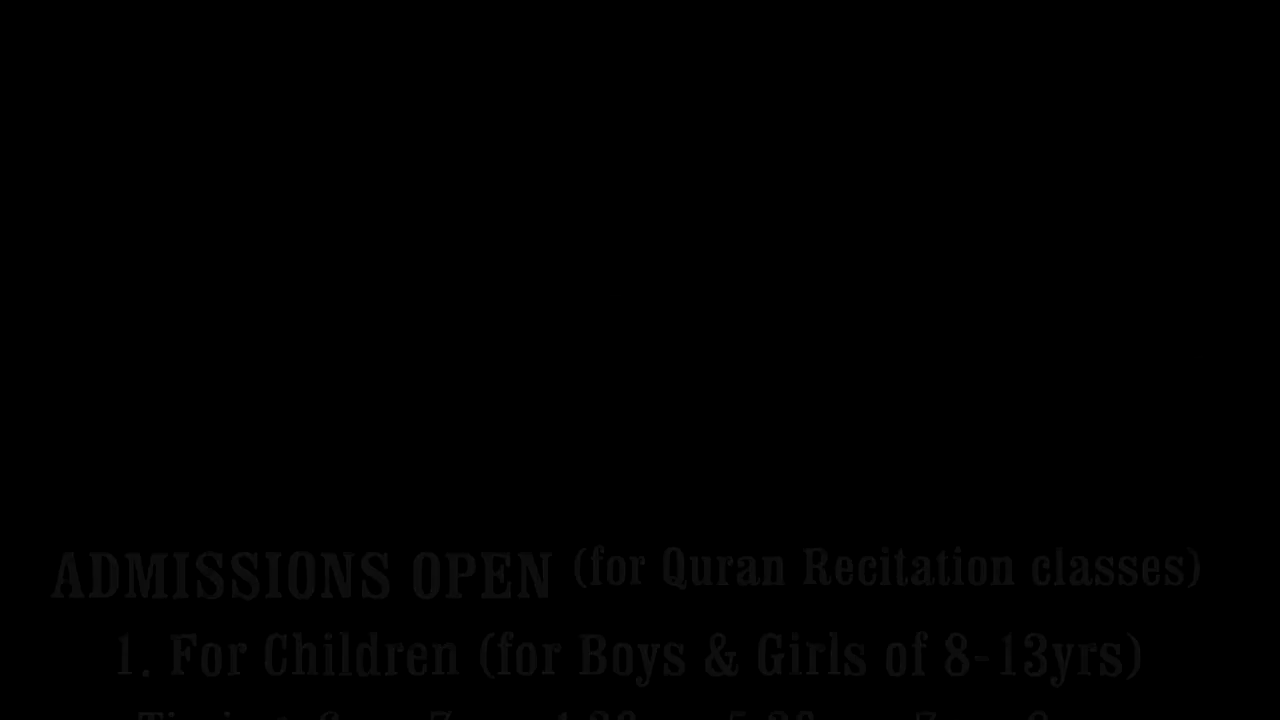 ADMISSIONS OPEN (for Quran Recitation classes)
1. For Children (for Boys & Girls of 8-13yrs)